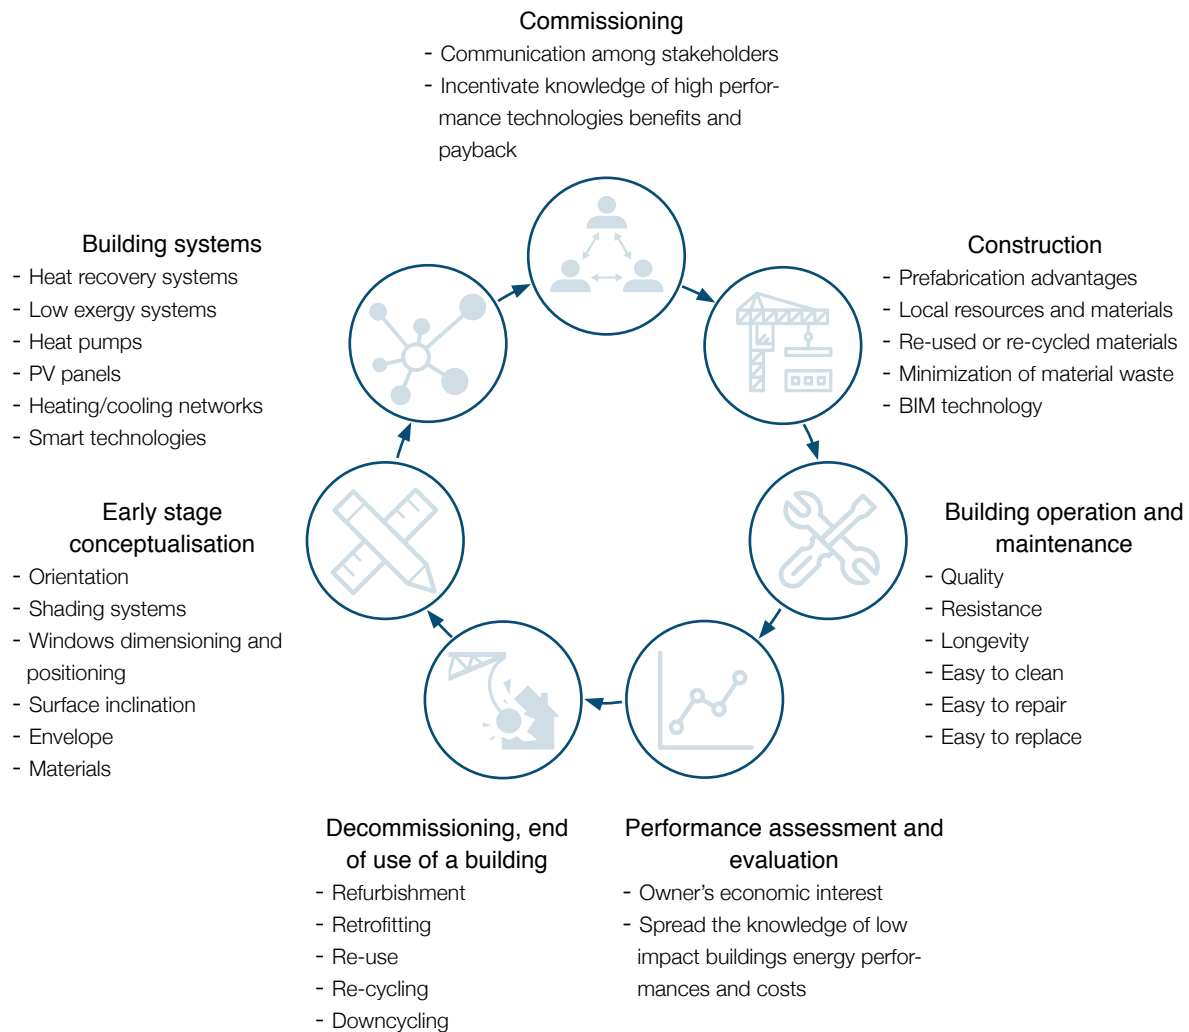 Commissioning
- Communication among stakeholders
- Incentivate knowledge of high perfor-
mance technologies benefits and
payback
Construction
- Prefabrication advantages
- Local resources and materials
- Re-used or re-cycled materials
- Minimization of material waste
- BIM technology
Building operation and
maintenance
- Quality
- Resistance
- Longevity
- Easy to clean
- Easy to repair
- Easy to replace
Performance assessment and
evaluation
- Owner’s economic interest
- Spread the knowledge of low
impact buildings energy perfor-
mances and costs
Decommissioning, end
of use of a building
- Refurbishment
- Retrofitting
- Re-use
- Re-cycling
- Downcycling
Early stage
conceptualisation
- Orientation
- Shading systems
- Windows dimensioning and
positioning
- Surface inclination
- Envelope
- Materials
Building systems
- Heat recovery systems
- Low exergy systems
- Heat pumps
- PV panels
- Heating/cooling networks
- Smart technologies